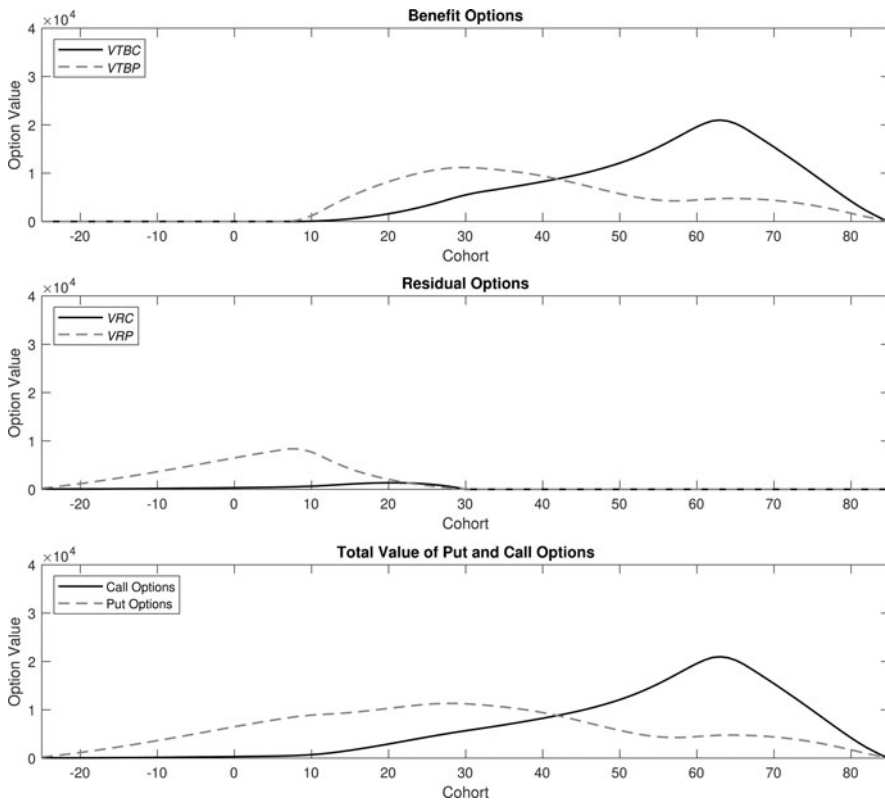 Benefit Options
×10⁴
4
3
2
1
0
Option Value
VTBC
VTBP
-20 -10 0 10 20 30 40 50 60 70 80
Cohort
Residual Options
×10⁴
4
3
2
1
0
Option Value
VRC
VRP
-20 -10 0 10 20 30 40 50 60 70 80
Cohort
Total Value of Put and Call Options
×10⁴
4
3
2
1
0
Option Value
Call Options
Put Options
-20 -10 0 10 20 30 40 50 60 70 80
Cohort